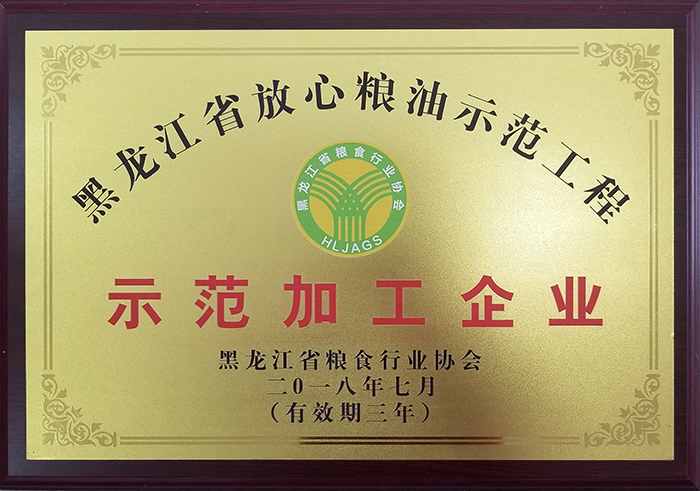 黑龙江省放心粮油示范工程
黑龙江省粮食行业协会
HLJAGS
示范加工企业
黑龙江省粮食行业协会
二〇一八年七月
（有效期三年）